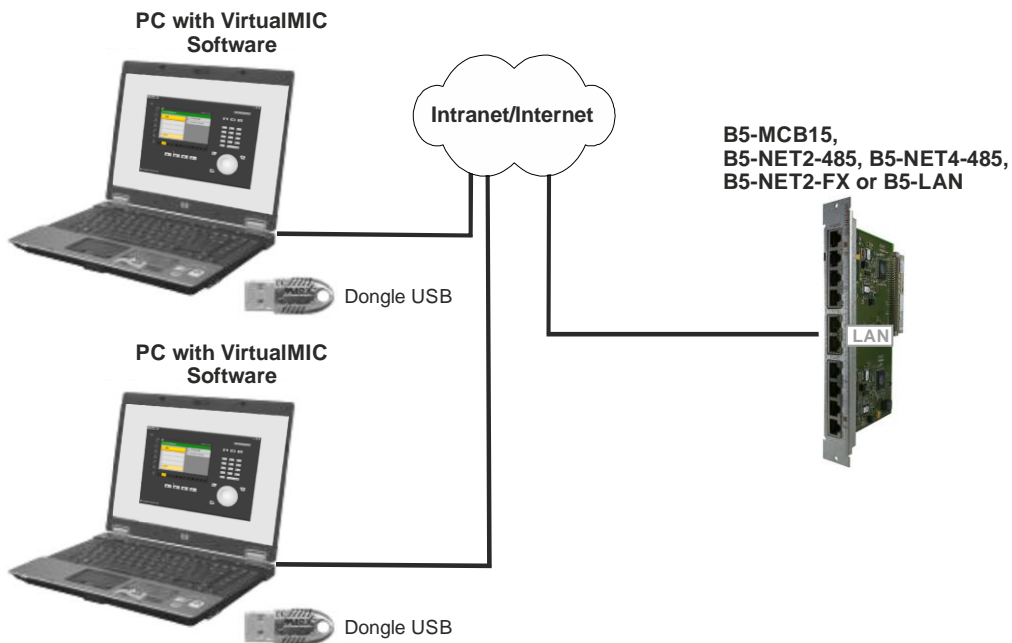 PC with VirtualMIC
Software
Intranet/Internet
B5-MCB15,
B5-NET2-485, B5-NET4-485,
B5-NET2-FX or B5-LAN
LAN
Dongle USB
PC with VirtualMIC
Software
Dongle USB